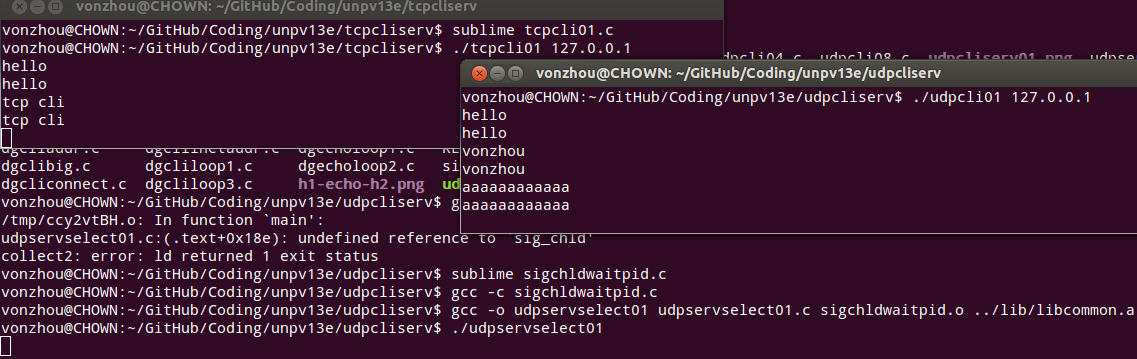 vonzhou@CHOWN: ~/GitHub/Coding/unpv13e/tcpcliserv
vonzhou@CHOWN:~/GitHub/Coding/unpv13e/tcpcliserv$ sublime tcpcli01.c
vonzhou@CHOWN:~/GitHub/Coding/unpv13e/tcpcliserv$ ./tcpcli01 127.0.0.1
hello
hello
tcp cli
tcp cli
udpcli08.c udpcliserv01.png
vonzhou@CHOWN: ~/GitHub/Coding/unpv13e/udpcliserv
vonzhou@CHOWN:~/GitHub/Coding/unpv13e/udpcliserv$ ./udpcli01 127.0.0.1
hello
hello
vonzhou
vonzhou
aaaaaaaaaaaa
aaaaaaaaaaaa
dgclibig.c dgcliloop1.c dgecholoop2.c
dgcliconnect.c dgcliloop3.c h1-echo-h2.png
vonzhou@CHOWN:~/GitHub/Coding/unpv13e/udpcliserv$ g
/tmp/ccy2vtBH.o: In function `main':
udpservselect01.c:(.text+0x18e): undefined reference to `sig_chld'
collect2: error: ld returned 1 exit status
vonzhou@CHOWN:~/GitHub/Coding/unpv13e/udpcliserv$ sublime sigchldwaitpid.c
vonzhou@CHOWN:~/GitHub/Coding/unpv13e/udpcliserv$ gcc -c sigchldwaitpid.c
vonzhou@CHOWN:~/GitHub/Coding/unpv13e/udpcliserv$ gcc -o udpservselect01 udpservselect01.c sigchldwaitpid.o ../lib/libcommon.a
vonzhou@CHOWN:~/GitHub/Coding/unpv13e/udpcliserv$ ./udpservselect01